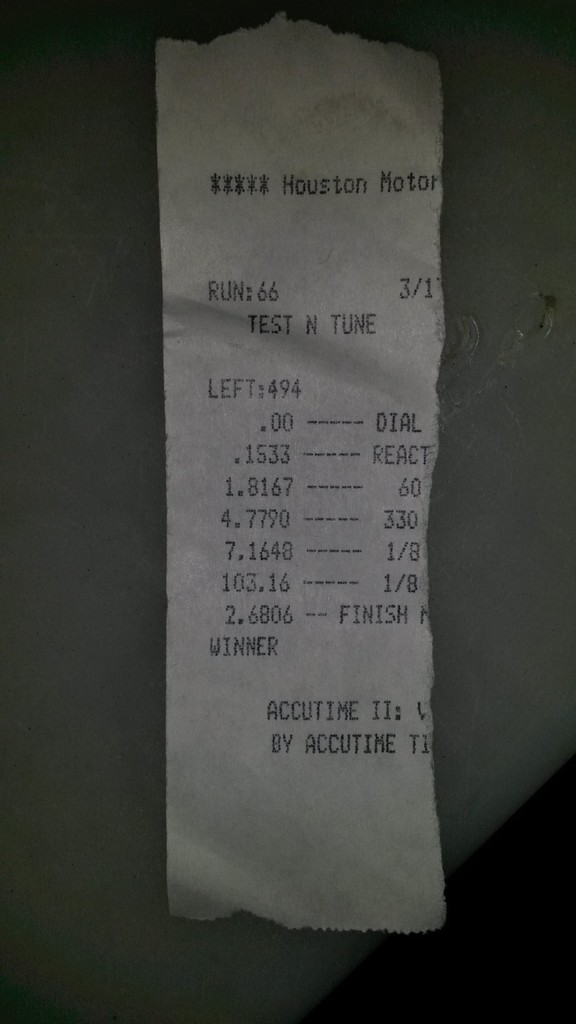 ***** Houston Motor
RUN:66 3/1
TEST N TUNE
LEFT:494
.00 ----- DIAL
.1533 ----- REACT
1.8167 ----- 60
4.7790 ----- 330
7.1648 ----- 1/8
103.16 ----- 1/8
2.6806 -- FINISH
WINNER
ACCUTIME II:
BY ACCUTIME TI